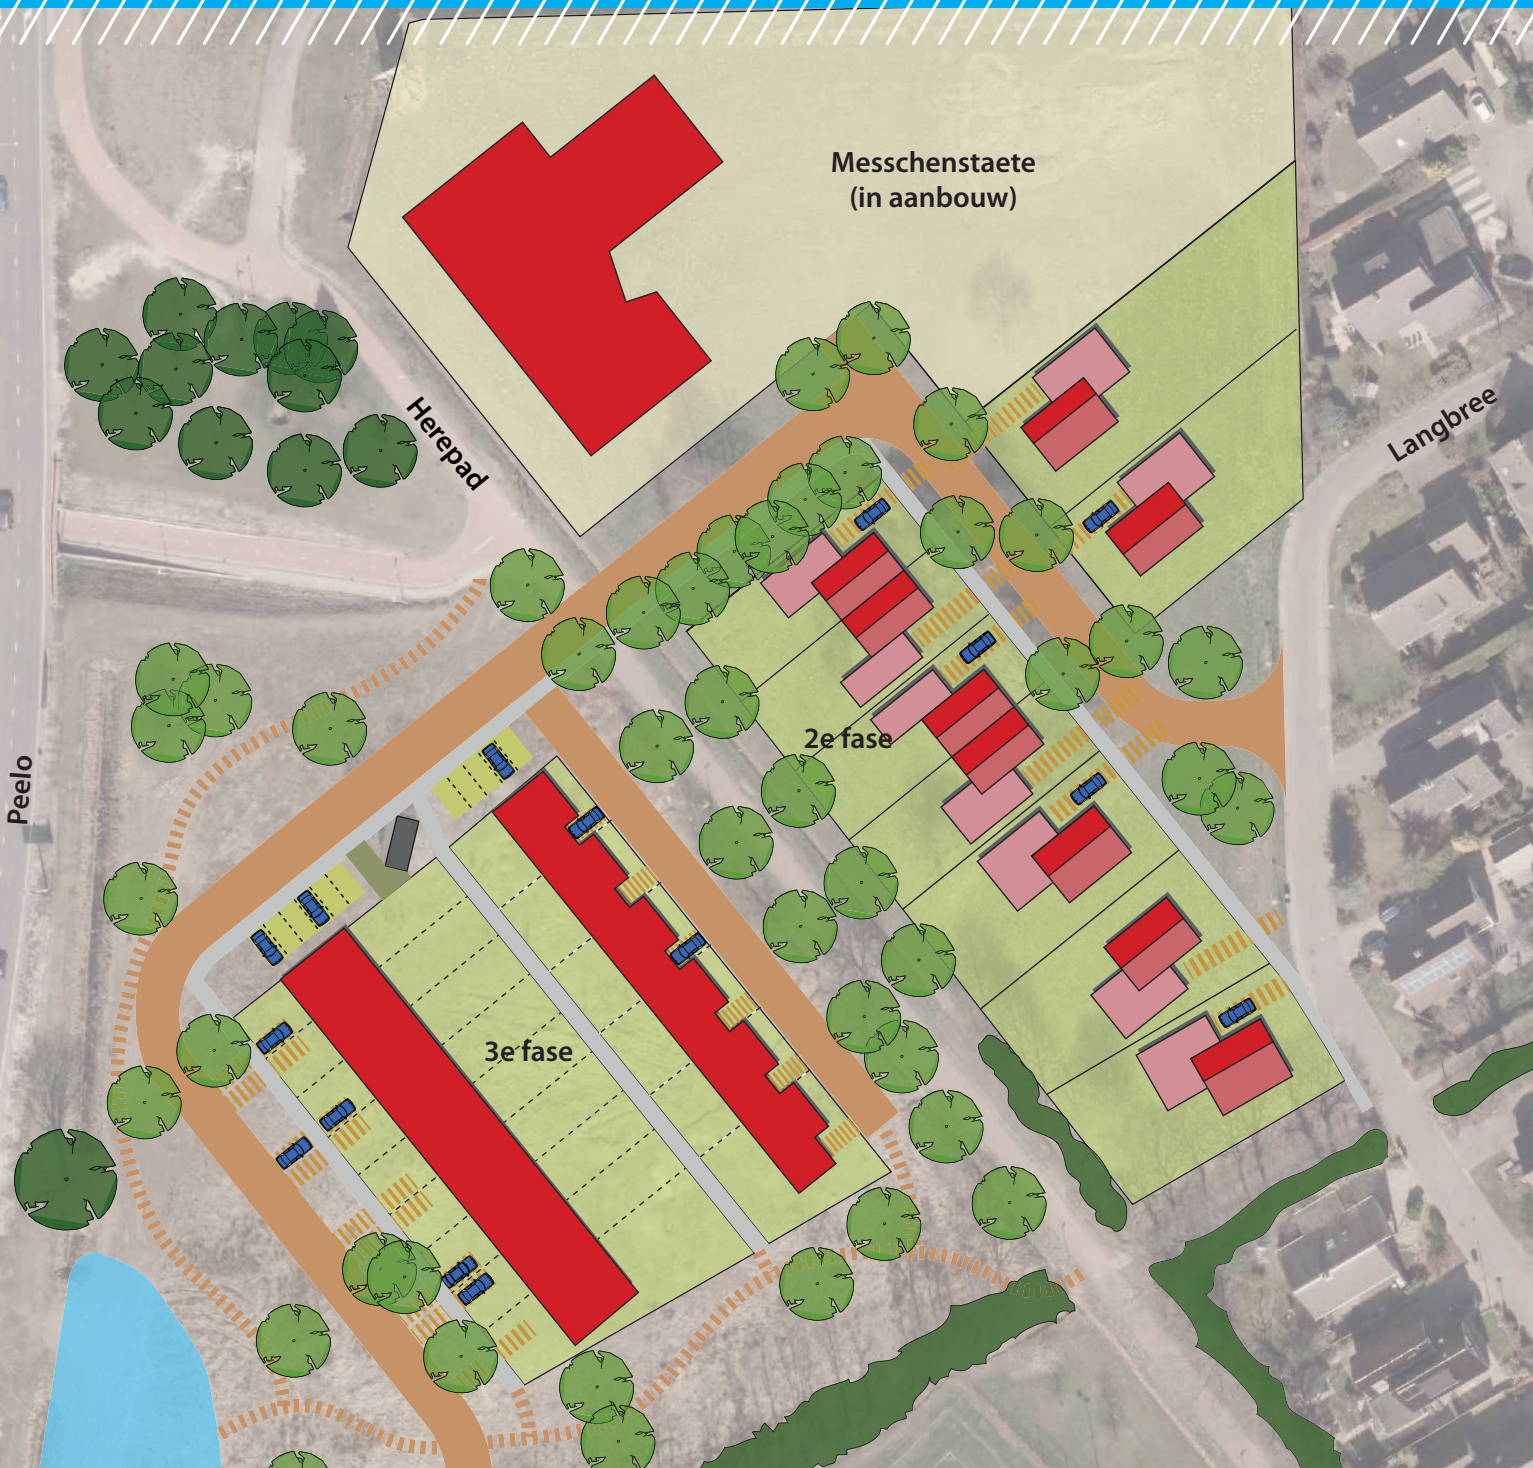 Messchenstaete
(in aanbouw)
Herepad
Langbree
2e fase
Peelo
3e fase